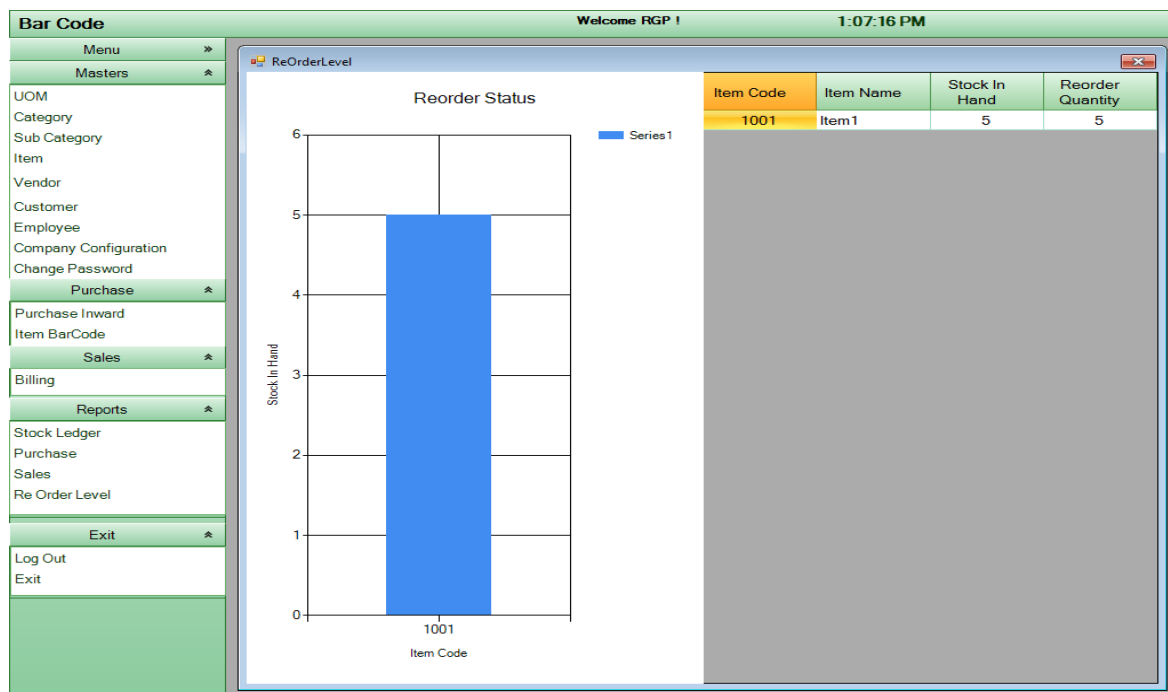 Bar Code
Welcome RGP !
1:07:16 PM
Menu
Masters
UOM
Category
Sub Category
Item
Vendor
Customer
Employee
Company Configuration
Change Password
Purchase
Purchase Inward
Item BarCode
Sales
Billing
Reports
Stock Ledger
Purchase
Sales
Re Order Level
Exit
Log Out
Exit
ReOrderLevel
Reorder Status
Series1
6
5
4
3
2
1
0
Stock In Hand
1001
Item Code
Item Code Item Name Stock In Hand Reorder Quantity
1001 Item1 5 5